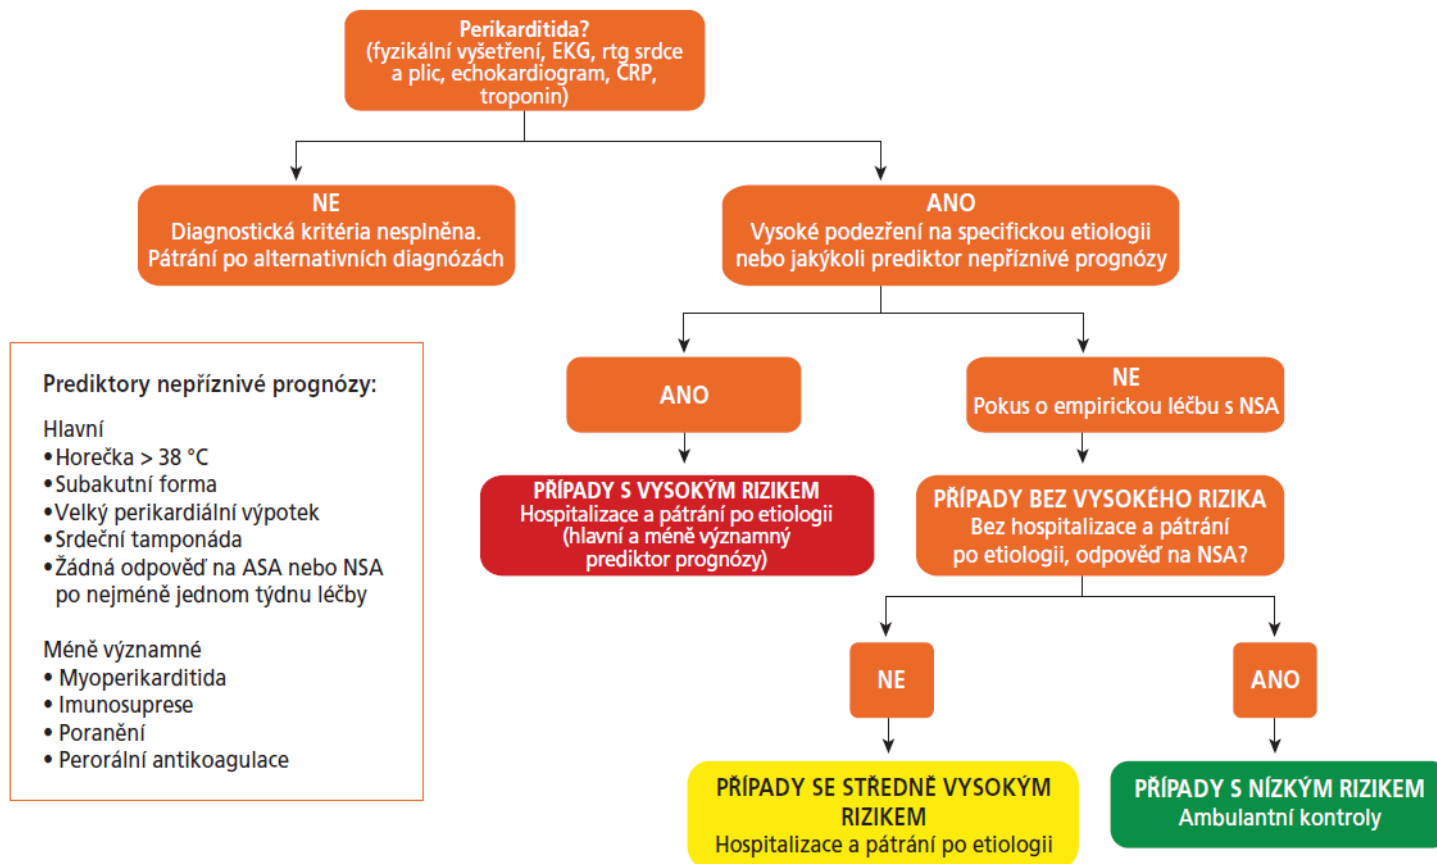 Perikarditida?
(fyzikální vyšetření, EKG, rtg srdce
a plic, echokardiogram, CRP,
troponin)
NE
Diagnostická kritéria nesplněna.
Pátrání po alternativních diagnózách
ANO
Vysoké podezření na specifickou etiologii
nebo jakýkoli prediktor nepříznivé prognózy
ANO
NE
Pokus o empirickou léčbu s NSA
PŘÍPADY S VYSOKÝM RIZIKEM
Hospitalizace a pátrání po etiologii
(hlavní a méně významný
prediktor prognózy)
PŘÍPADY BEZ VYSOKÉHO RIZIKA
Bez hospitalizace a pátrání
po etiologii, odpověď na NSA?
NE
ANO
PŘÍPADY SE STŘEDNĚ VYSOKÝM
RIZIKEM
Hospitalizace a pátrání po etiologii
PŘÍPADY S NÍZKÝM RIZIKEM
Ambulantní kontroly
Prediktory nepříznivé prognózy:
Hlavní
•Horečka > 38 °C
•Subakutní forma
•Velký perikardiální výpotek
•Srdeční tamponáda
•Žádná odpověď na ASA nebo NSA
po nejméně jednom týdnu léčby
Méně významné
• Myoperikarditida
• Imunosuprese
• Poranění
• Perorální antikoagulace